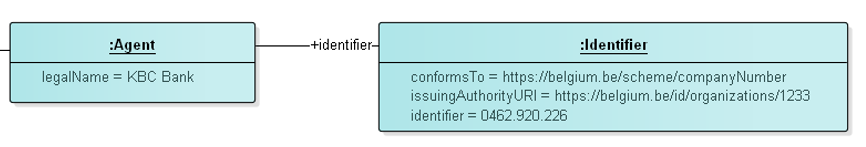 :Agent
legalName = KBC Bank
+identifier
:Identifier
conformsTo = https://belgium.be/scheme/companyNumber
issuingAuthorityURI = https://belgium.be/id/organizations/1233
identifier = 0462.920.226